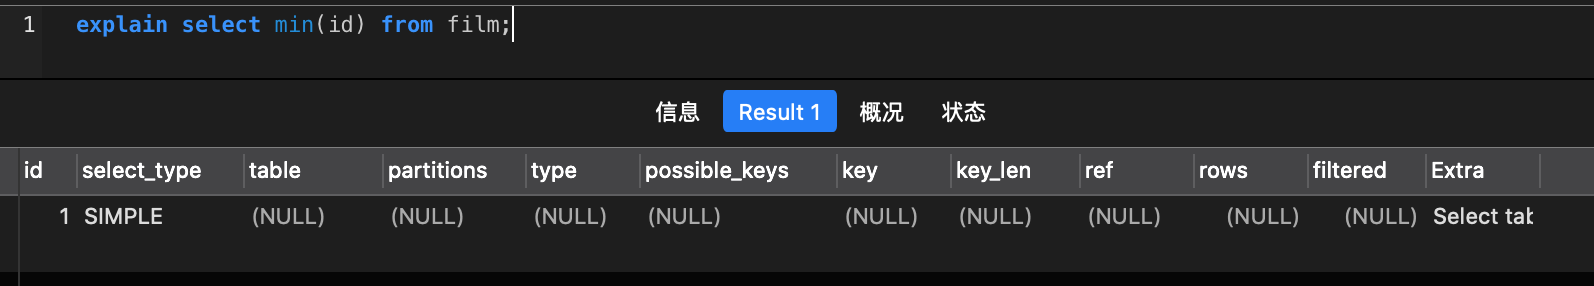 1 explain select min(id) from film;
信息 Result 1 概况 状态
id select_type table partitions type possible_keys key key_len ref rows filtered Extra
1 SIMPLE (NULL) (NULL) (NULL) (NULL) (NULL) (NULL) (NULL) (NULL) (NULL) Select tab